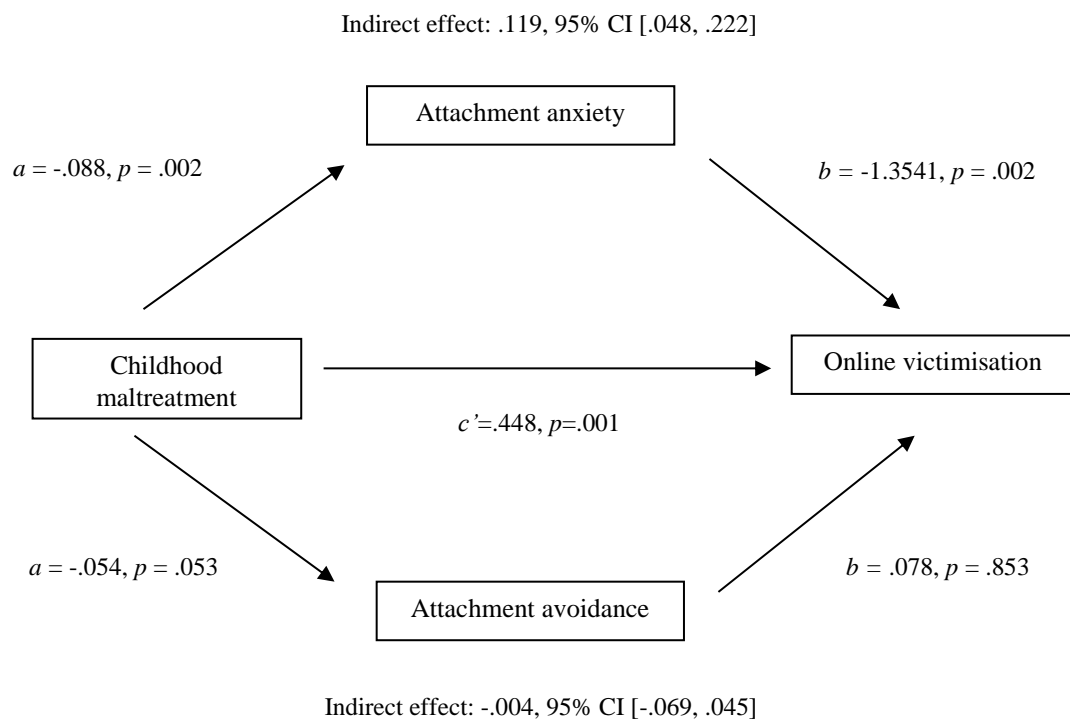 Indirect effect: .119, 95% CI [.048, .222]
Attachment anxiety
a = -.088, p = .002
b = -1.3541, p = .002
Childhood
maltreatment
Online victimisation
c’=.448, p=.001
a = -.054, p = .053
b = .078, p = .853
Attachment avoidance
Indirect effect: -.004, 95% CI [-.069, .045]